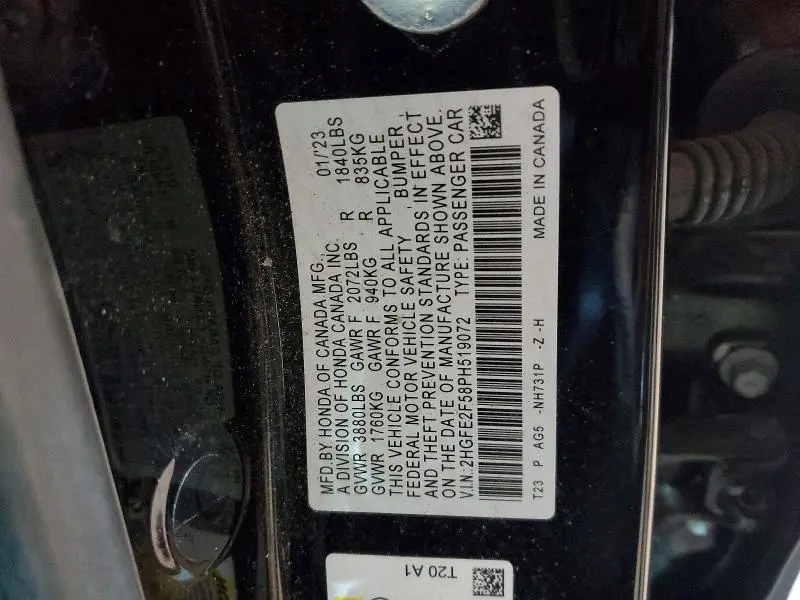 MFD.BY HONDA OF CANADA MFG., 01/23
A DIVISION OF HONDA CANADA INC.
GVWR 3880LBS GAWR F 2072LBS R 1840LBS
GVWR 1760KG GAWR F 940KG R 835KG
THIS VEHICLE CONFORMS TO ALL APPLICABLE
FEDERAL MOTOR VEHICLE SAFETY , BUMPER ,
AND THEFT PREVENTION STANDARDS IN EFFECT
ON THE DATE OF MANUFACTURE SHOWN ABOVE.
V.I.N.:2HGFE2F58PH519072 TYPE: PASSENGER CAR
T23 P AG5 -NH731P -Z -H MADE IN CANADA
T20 A1